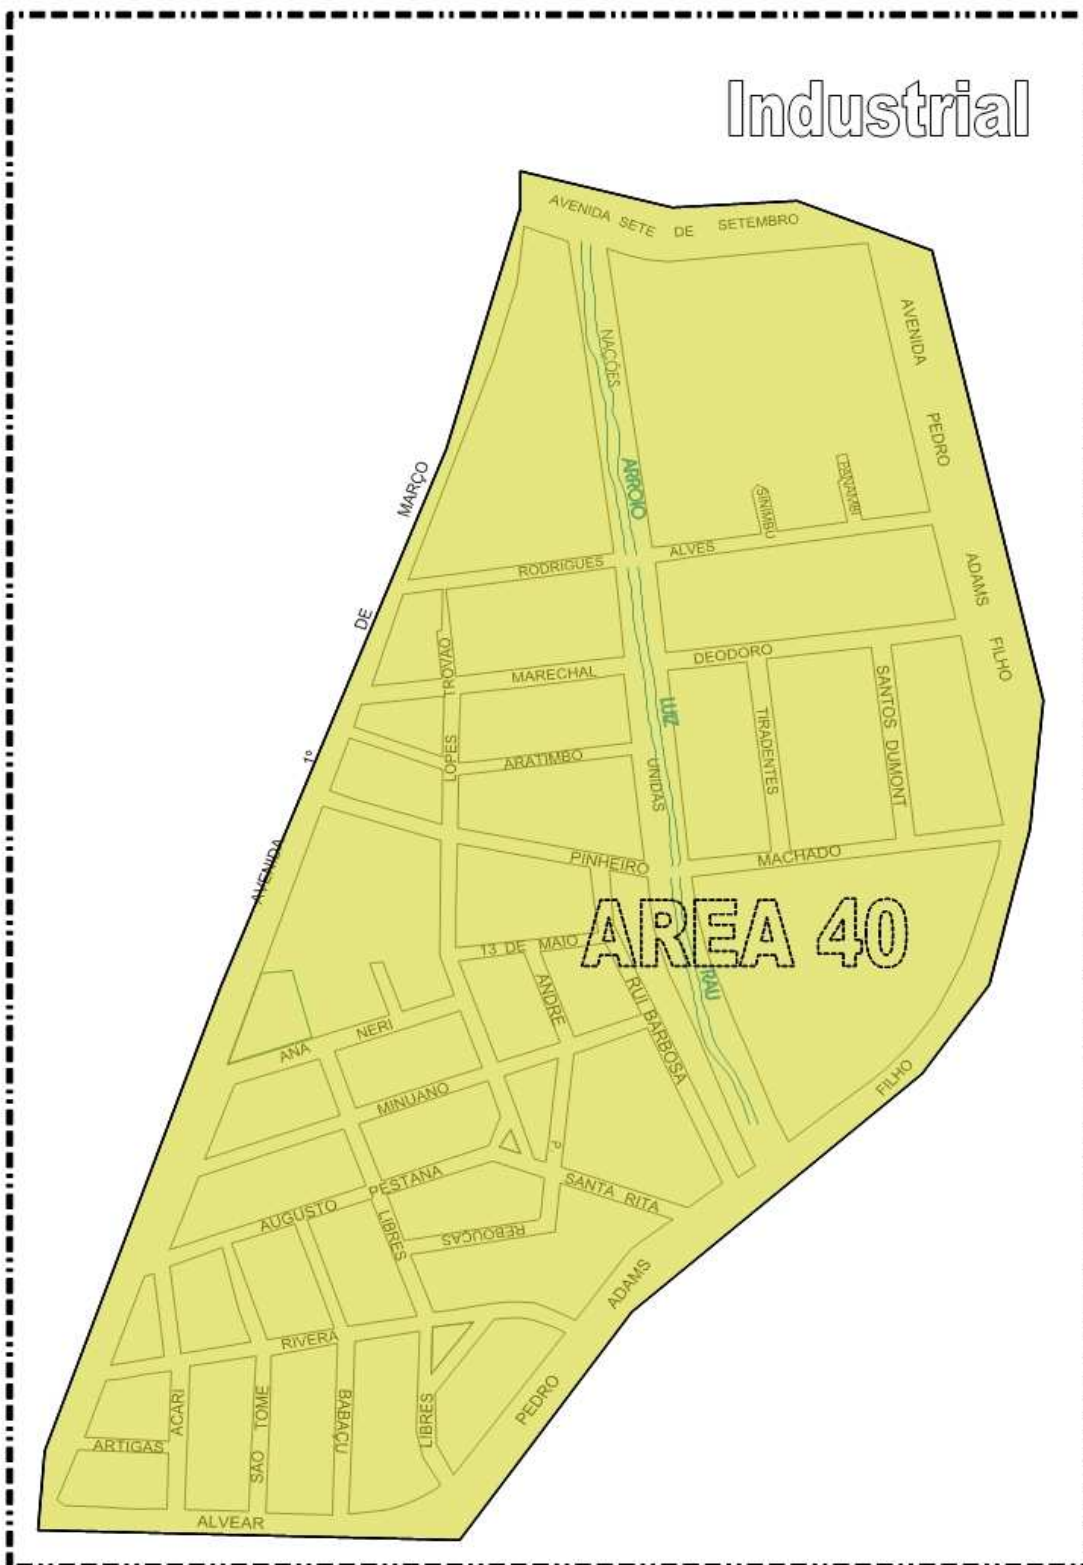 Industrial
AVENIDA SETE DE SETEMBRO
AVENIDA PEDRO ADAMS FILHO
NAÇÕES
ARROIO
MARÇO
PANAMBI
SINIMBU
RODRIGUES ALVES
DE
TROVÃO
MARECHAL DEODORO
SANTOS DUMONT
LUIZ
TIRADENTES
1º
LOPES
ARATIMBO
UNIDAS
AVENIDA
PINHEIRO MACHADO
AREA 40
13 DE MAIO
RAU
ANDRE
RUI BARBOSA
ANA NERI
FILHO
MINUANO
P.
AUGUSTO PESTANA
SANTA RITA
LIBRES
REBOUÇAS
ADAMS
RIVERA
PEDRO
ACARI
SÃO TOME
BABAÇU
LIBRES
ARTIGAS
ALVEAR